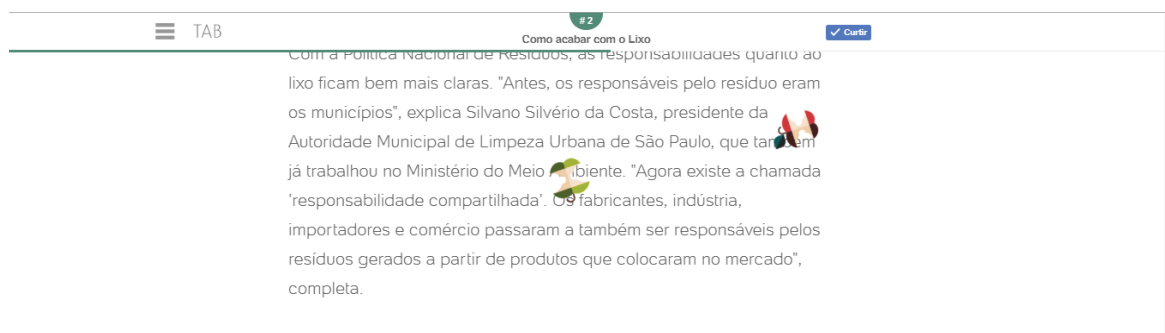 #2
TAB
Como acabar com o Lixo
Curtir
Com a Política Nacional de Resíduos, as responsabilidades quanto ao
lixo ficam bem mais claras. "Antes, os responsáveis pelo resíduo eram
os municípios", explica Silvano Silvério da Costa, presidente da
Autoridade Municipal de Limpeza Urbana de São Paulo, que também
já trabalhou no Ministério do Meio Ambiente. "Agora existe a chamada
'responsabilidade compartilhada'. Os fabricantes, indústria,
importadores e comércio passaram a também ser responsáveis pelos
resíduos gerados a partir de produtos que colocaram no mercado",
completa.